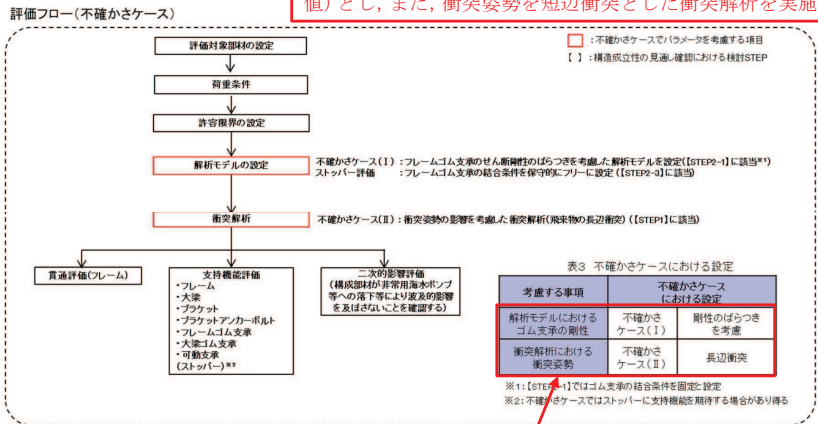 値)とし,また,衝突姿勢を短辺衝突とした衝突解析を実施
評価フロー(不確かさケース)
:不確かさケースでパラメータを考慮する項目
【 】:構造成立性の見通し確認における検討STEP
評価対象部材の設定
荷重条件
許容限界の設定
解析モデルの設定
不確かさケース(Ⅰ):フレームゴム支承のせん断剛性のばらつきを考慮した解析モデルを設定(【STEP2-1】に該当※1)
ストッパー評価 :フレームゴム支承の結合条件を保守的にフリーに設定(【STEP2-3】に該当)
衝突解析
不確かさケース(Ⅱ):衝突姿勢の影響を考慮した衝突解析(飛来物の長辺衝突)(【STEP1】に該当)
貫通評価(フレーム)
支持機能評価
・フレーム
・大梁
・ブラケット
・ブラケットアンカーボルト
・フレームゴム支承
・大梁ゴム支承
・可動支承
(ストッパー)※2
二次的影響評価
(構成部材が非常用海水ポンプ
等への落下等により波及的影響
を及ぼさないことを確認する)
表3 不確かさケースにおける設定
考慮する事項
不確かさケース
における設定
解析モデルにおける
ゴム支承の剛性
不確かさ
ケース(Ⅰ)
剛性のばらつき
を考慮
衝突解析における
衝突姿勢
不確かさ
ケース(Ⅱ)
長辺衝突
※1:【STEP2-1】ではゴム支承の結合条件を固定と設定
※2:不確かさケースではストッパーに支持機能を期待する場合があり得る